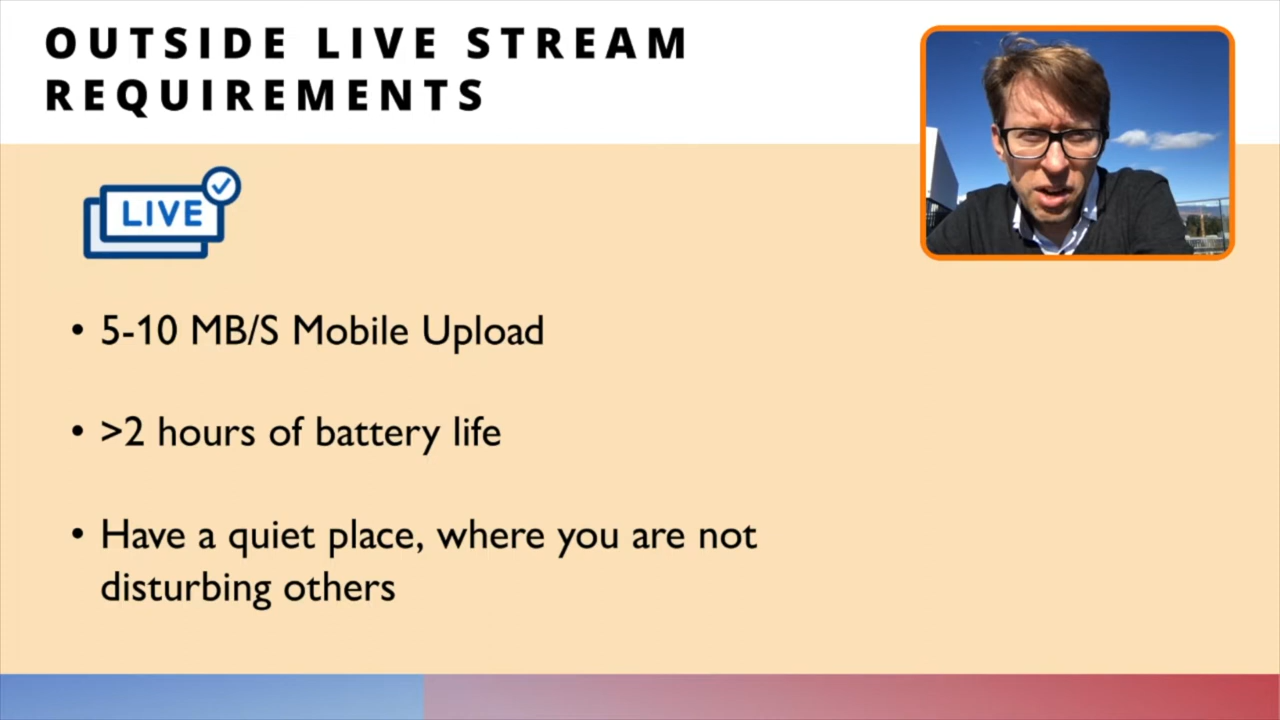 OUTSIDE LIVE STREAM
REQUIREMENTS
LIVE
• 5-10 MB/S Mobile Upload
• >2 hours of battery life
• Have a quiet place, where you are not
disturbing others